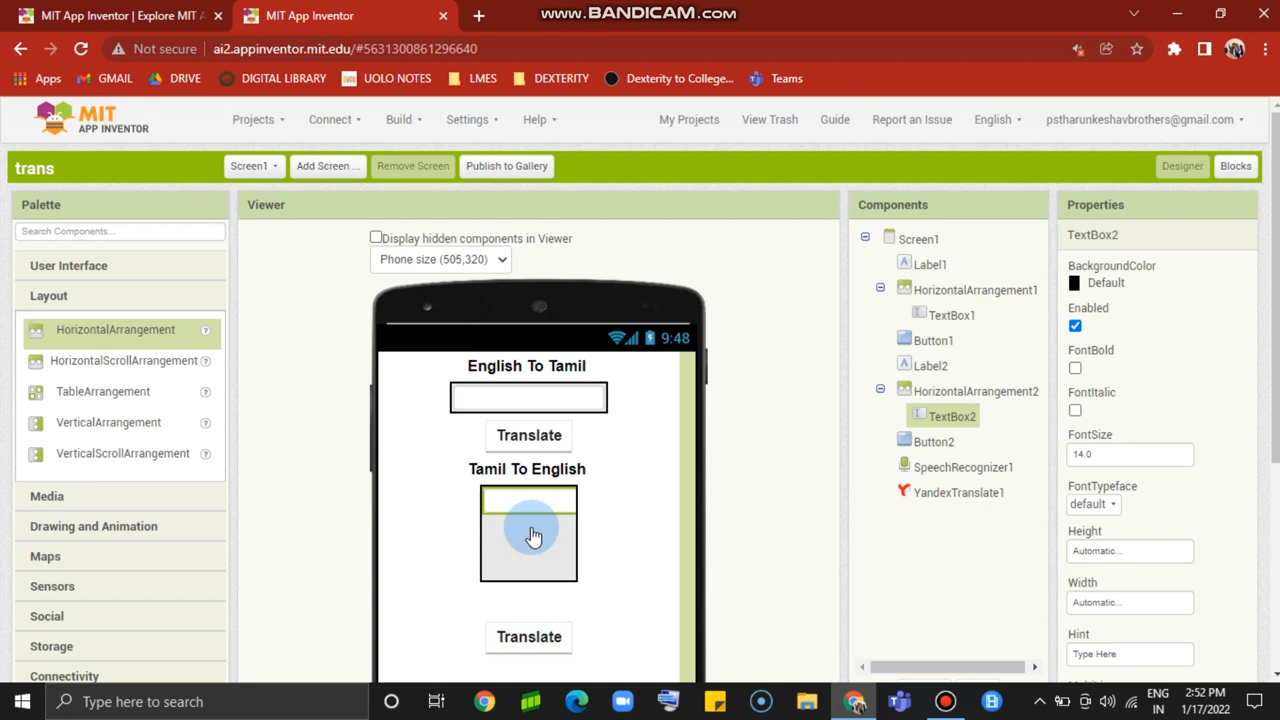 www.BANDICAM.com
MIT App Inventor | Explore MIT A
MIT App Inventor
Not secure
ai2.appinventor.mit.edu/#5631300861296640
Apps
GMAIL
DRIVE
DIGITAL LIBRARY
UOLO NOTES
LMES
DEXTERITY
Dexterity to College...
Teams
MIT
APP INVENTOR
Projects
Connect
Build
Settings
Help
My Projects
View Trash
Guide
Report an Issue
English
pstharunkeshavbrothers@gmail.com
trans
Screen1
Add Screen ...
Remove Screen
Publish to Gallery
Designer
Blocks
Palette
Search Components...
User Interface
Layout
HorizontalArrangement
HorizontalScrollArrangement
TableArrangement
VerticalArrangement
VerticalScrollArrangement
Media
Drawing and Animation
Maps
Sensors
Social
Storage
Connectivity
Viewer
Display hidden components in Viewer
Phone size (505,320)
9:48
English To Tamil
Translate
Tamil To English
Translate
Components
Screen1
Label1
HorizontalArrangement1
TextBox1
Button1
Label2
HorizontalArrangement2
TextBox2
Button2
SpeechRecognizer1
YandexTranslate1
Properties
TextBox2
BackgroundColor
Default
Enabled
FontBold
FontItalic
FontSize
14.0
FontTypeface
default
Height
Automatic...
Width
Automatic...
Hint
Type Here
Type here to search
ENG
IN
2:52 PM
1/17/2022